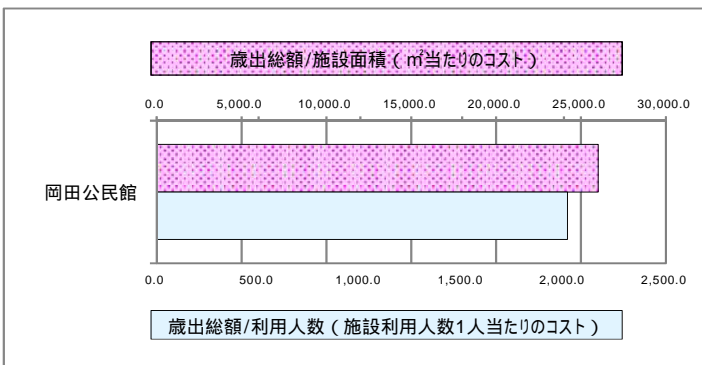 歳出総額/施設面積（㎡当たりのコスト）
0.0 5,000.0 10,000.0 15,000.0 20,000.0 25,000.0 30,000.0
岡田公民館
0.0 500.0 1,000.0 1,500.0 2,000.0 2,500.0
歳出総額/利用人数（施設利用人数1人当たりのコスト）